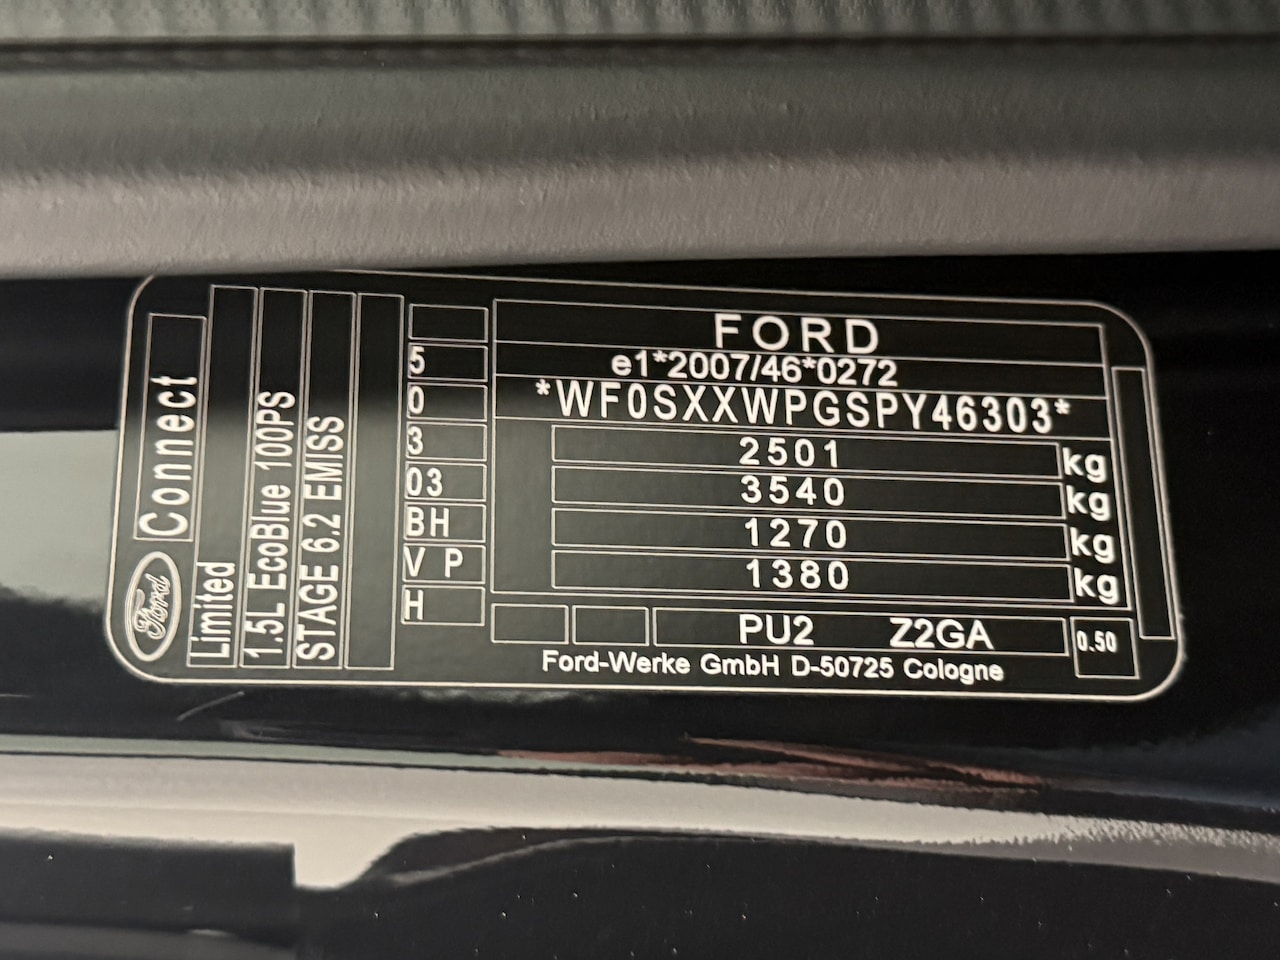 Ford
Connect
Limited
1.5L EcoBlue 100PS
STAGE 6.2 EMISS
5
0
3
03
BH
V P
H
FORD
e1*2007/46*0272
*WF0SXXWPGSPY46303*
2501 kg
3540 kg
1270 kg
1380 kg
PU2 Z2GA
0.50
Ford-Werke GmbH D-50725 Cologne